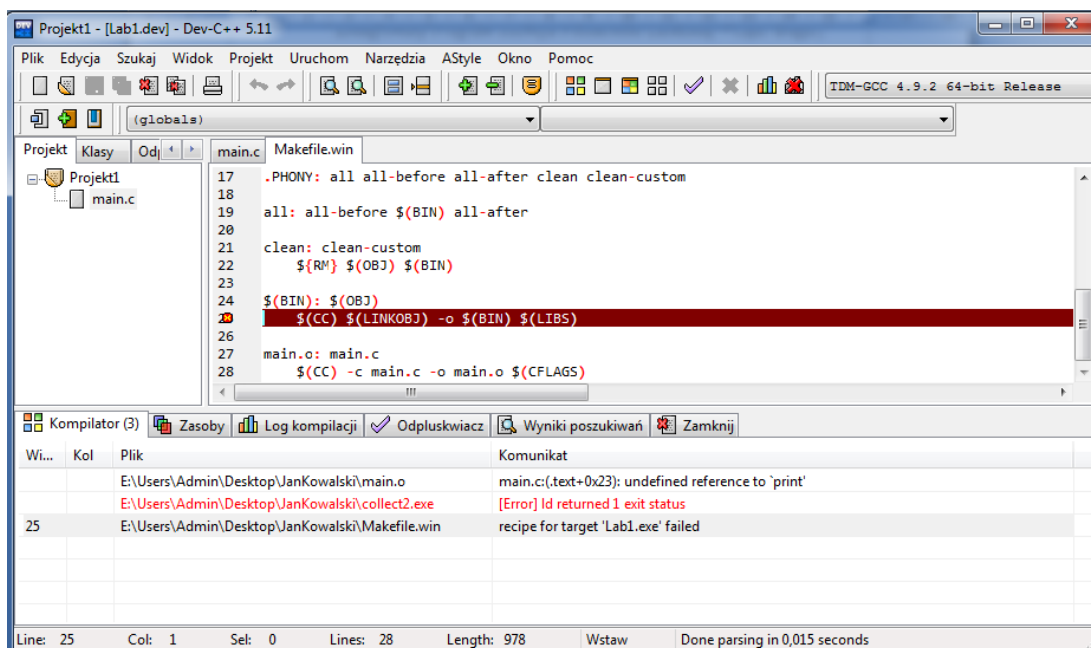 Projekt1 - [Lab1.dev] - Dev-C++ 5.11
Plik Edycja Szukaj Widok Projekt Uruchom Narzędzia AStyle Okno Pomoc
TDM-GCC 4.9.2 64-bit Release
(globals)
Projekt Klasy Odp main.c Makefile.win
Projekt1
main.c
17 .PHONY: all all-before all-after clean clean-custom
18
19 all: all-before $(BIN) all-after
20
21 clean: clean-custom
22 ${RM} $(OBJ) $(BIN)
23
24 $(BIN): $(OBJ)
$(CC) $(LINKOBJ) -o $(BIN) $(LIBS)
26
27 main.o: main.c
28 $(CC) -c main.c -o main.o $(CFLAGS)
Kompilator (3) Zasoby Log kompilacji Odpluskwiacz Wyniki poszukiwań Zamknij
Wi... Kol Plik Komunikat
E:\Users\Admin\Desktop\JanKowalski\main.o main.c:(.text+0x23): undefined reference to `print'
E:\Users\Admin\Desktop\JanKowalski\collect2.exe [Error] ld returned 1 exit status
25 E:\Users\Admin\Desktop\JanKowalski\Makefile.win recipe for target 'Lab1.exe' failed
Line: 25 Col: 1 Sel: 0 Lines: 28 Length: 978 Wstaw Done parsing in 0,015 seconds